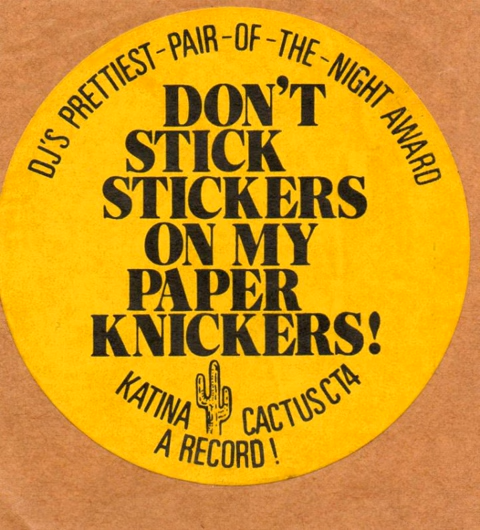 DJ'S PRETTIEST-PAIR-OF-THE-NIGHT AWARD
DON'T
STICK
STICKERS
ON MY
PAPER
KNICKERS!
KATINA CACTUS CT4
A RECORD!